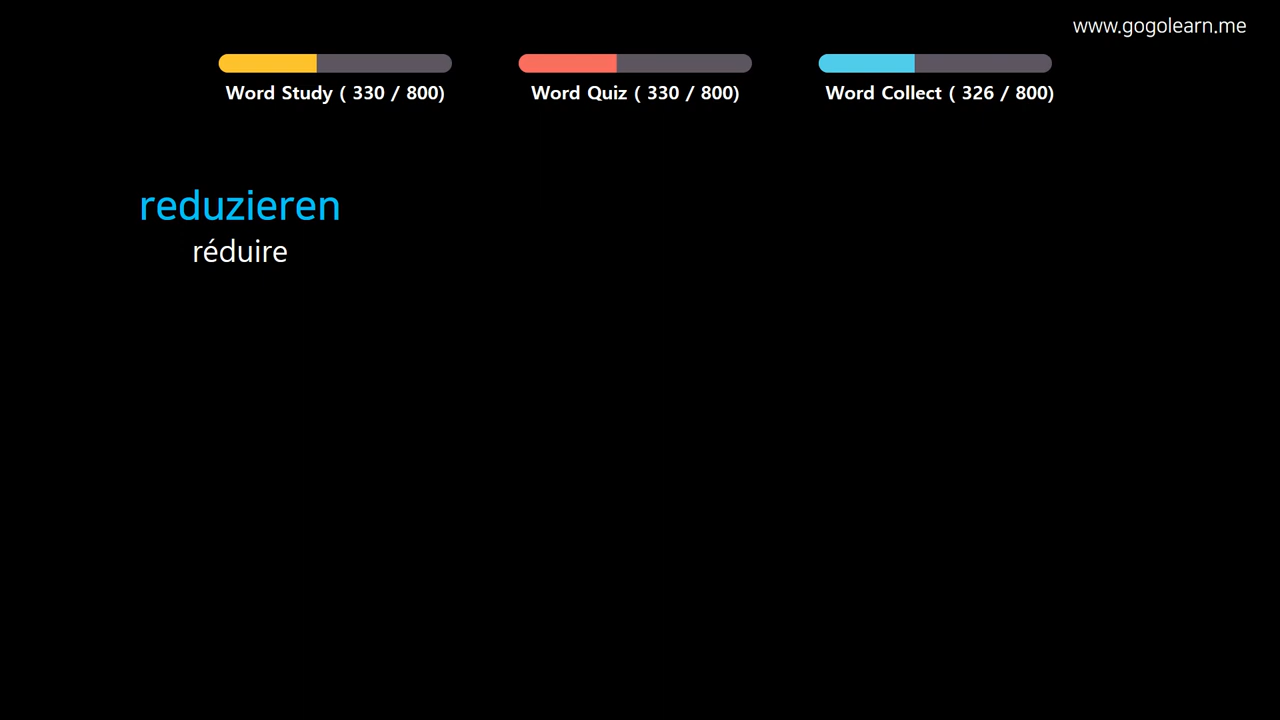 www.gogolearn.me
Word Study ( 330 / 800)
Word Quiz ( 330 / 800)
Word Collect ( 326 / 800)
reduzieren
réduire